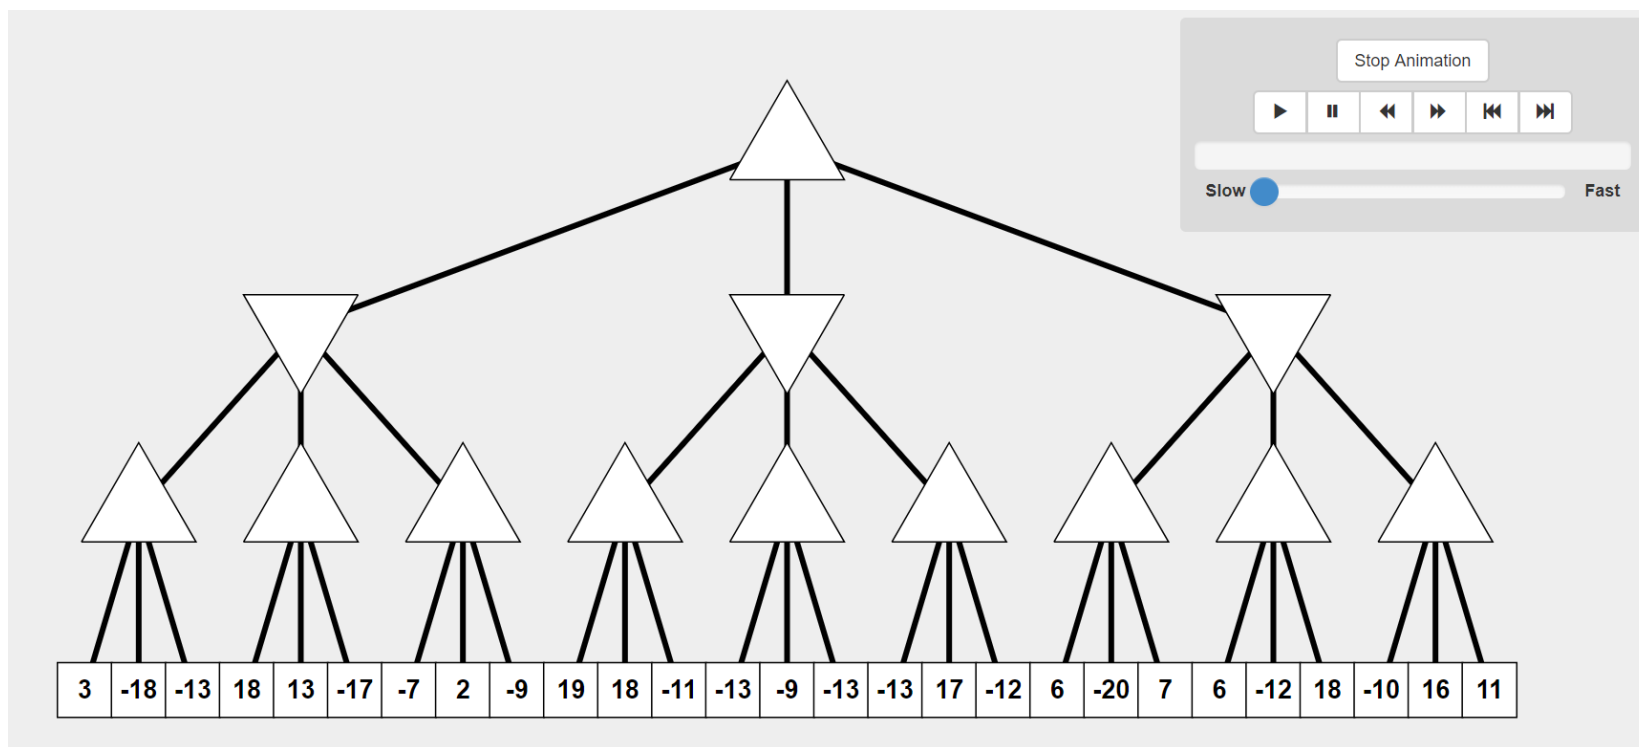 Stop Animation
Slow Fast
3 -18 -13 18 13 -17 -7 2 -9 19 18 -11 -13 -9 -13 -13 17 -12 6 -20 7 6 -12 18 -10 16 11